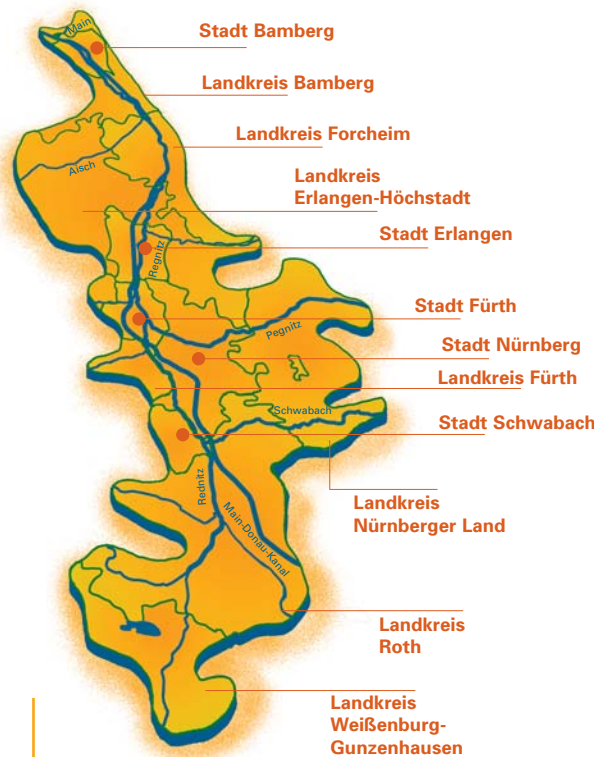 Main
Stadt Bamberg
Landkreis Bamberg
Landkreis Forcheim
Aisch
Landkreis
Erlangen-Höchstadt
Stadt Erlangen
Regnitz
Stadt Fürth
Pegnitz
Stadt Nürnberg
Landkreis Fürth
Schwabach
Stadt Schwabach
Rednitz
Main-Donau-Kanal
Landkreis
Nürnberger Land
Landkreis
Roth
Landkreis
Weißenburg-
Gunzenhausen